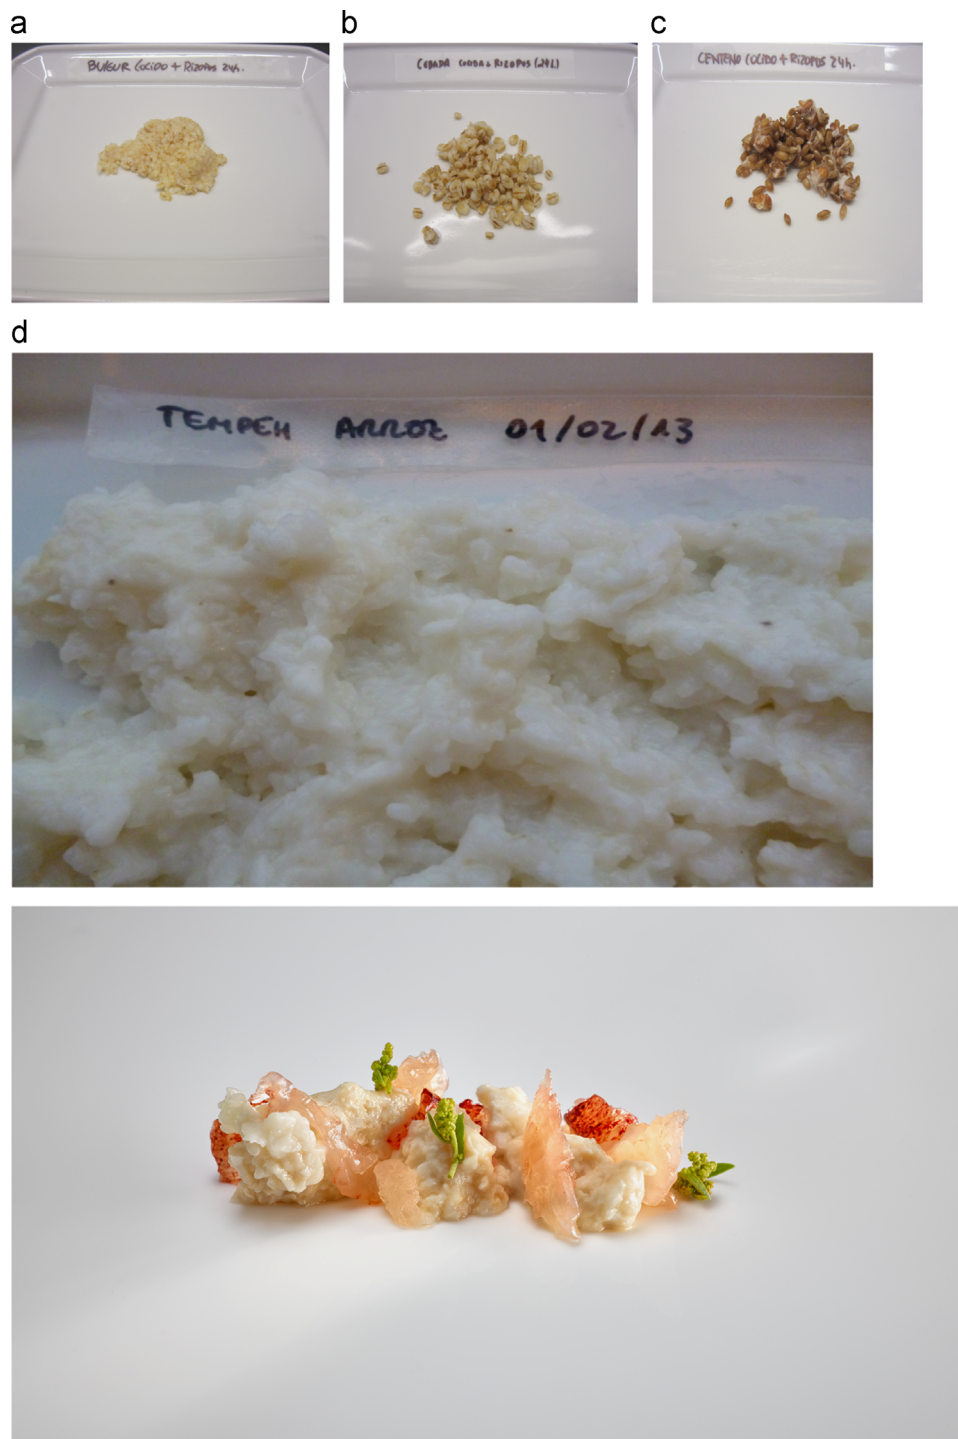 a
b
c
BULGUR COCIDO + RIZOPUS 24h.
CEBADA COCIDA + RIZOPUS (24h)
CENTENO COCIDO + RIZOPUS 24h.
d
TEMPEH ARROZ 01/02/13